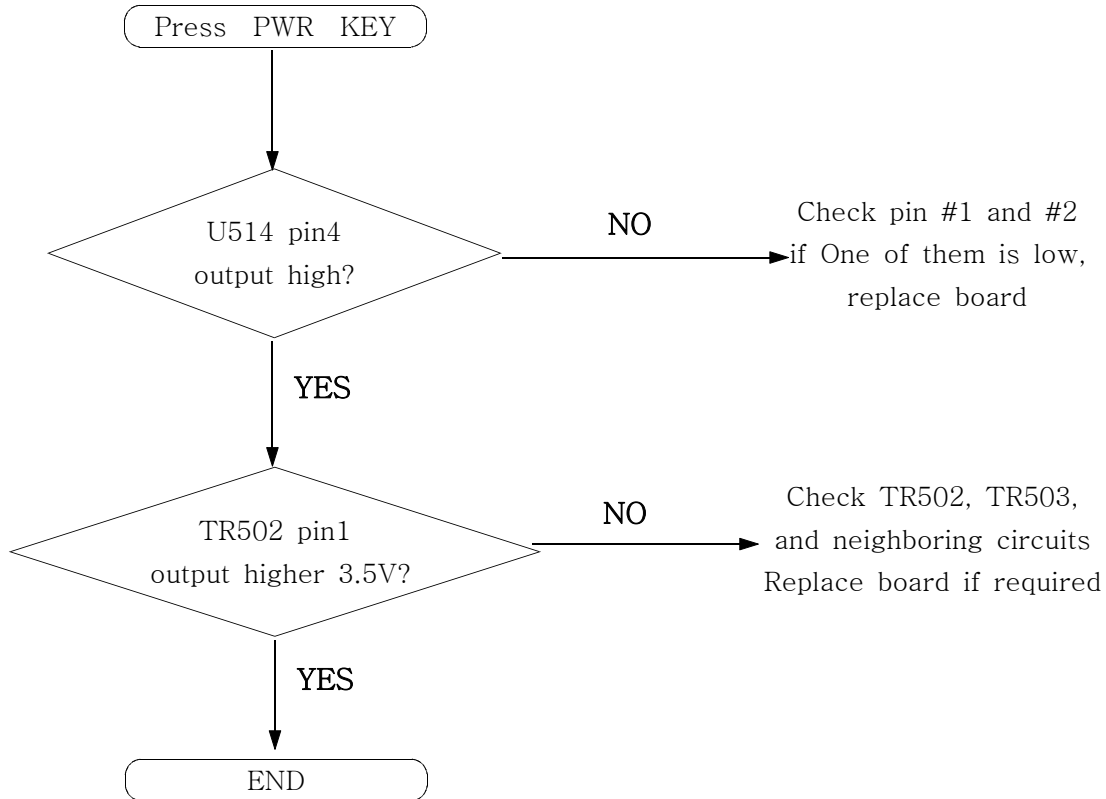 Press PWR KEY
U514 pin4
output high?
NO
Check pin #1 and #2
if One of them is low,
replace board
YES
TR502 pin1
output higher 3.5V?
NO
Check TR502, TR503,
and neighboring circuits
Replace board if required
YES
END